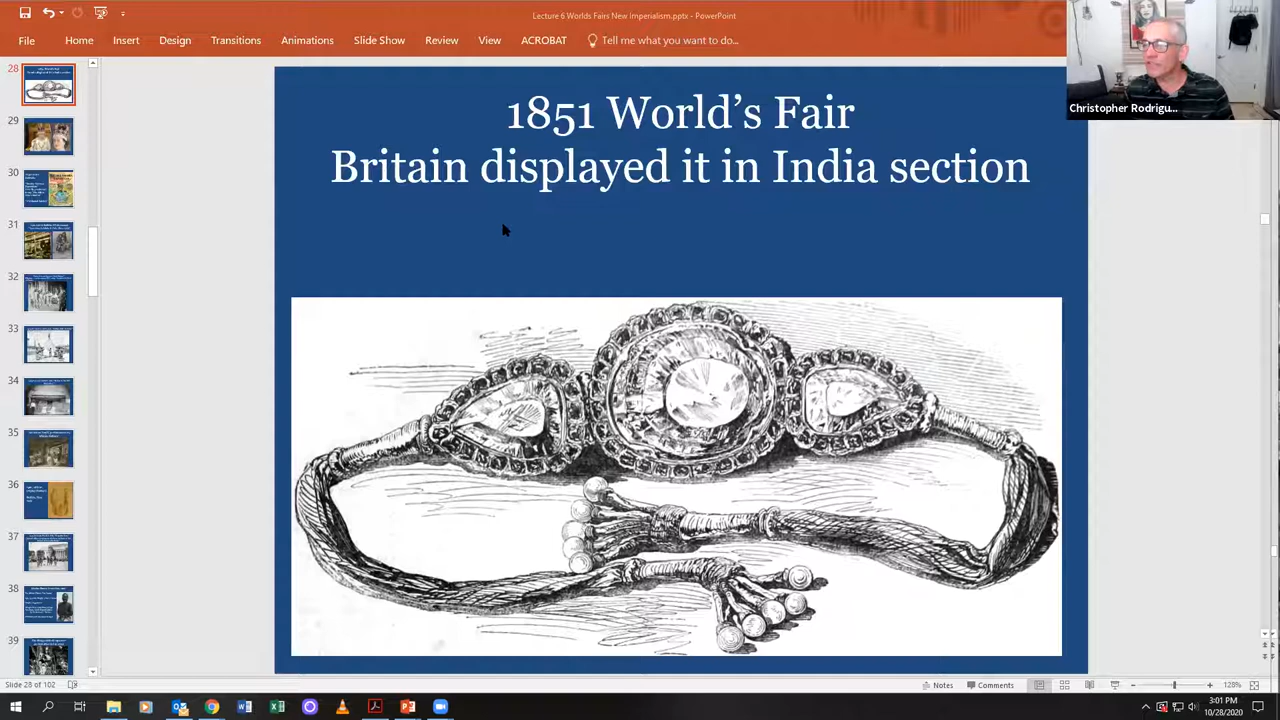 Lecture 6 Worlds Fairs New Imperialism.pptx - PowerPoint
File Home Insert Design Transitions Animations Slide Show Review View ACROBAT Tell me what you want to do...
Christopher Rodrigu...
28
29
30
31
32
33
34
35
36
37
38
39
1851 World's Fair
Britain displayed it in India section
Slide 28 of 102
Notes Comments 128%
3:01 PM
10/28/2020